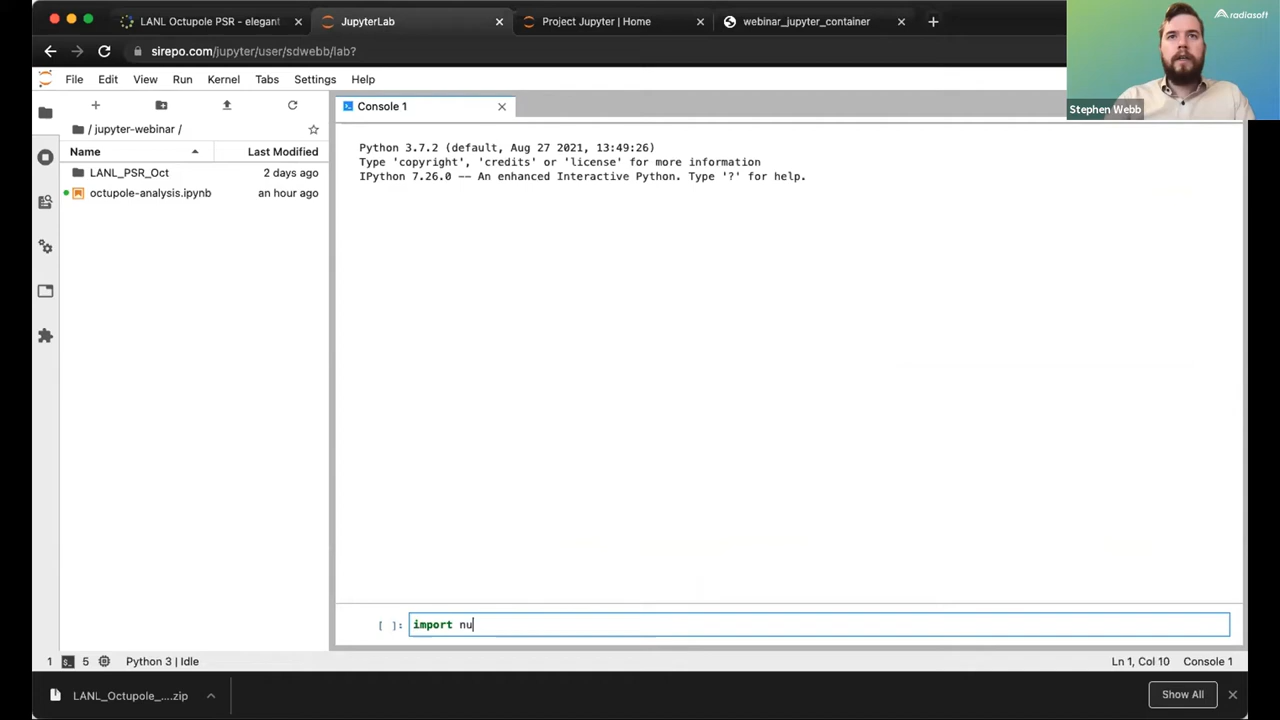 LANL Octupole PSR - elegant
JupyterLab
Project Jupyter | Home
webinar_jupyter_container
sirepo.com/jupyter/user/sdwebb/lab?
radiasoft
Stephen Webb
File Edit View Run Kernel Tabs Settings Help
Console 1
/ jupyter-webinar /
Name Last Modified
LANL_PSR_Oct 2 days ago
octupole-analysis.ipynb an hour ago
Python 3.7.2 (default, Aug 27 2021, 13:49:26)
Type 'copyright', 'credits' or 'license' for more information
IPython 7.26.0 -- An enhanced Interactive Python. Type '?' for help.
[ ]: import nu
1 5 Python 3 | Idle Ln 1, Col 10 Console 1
LANL_Octupole_....zip Show All